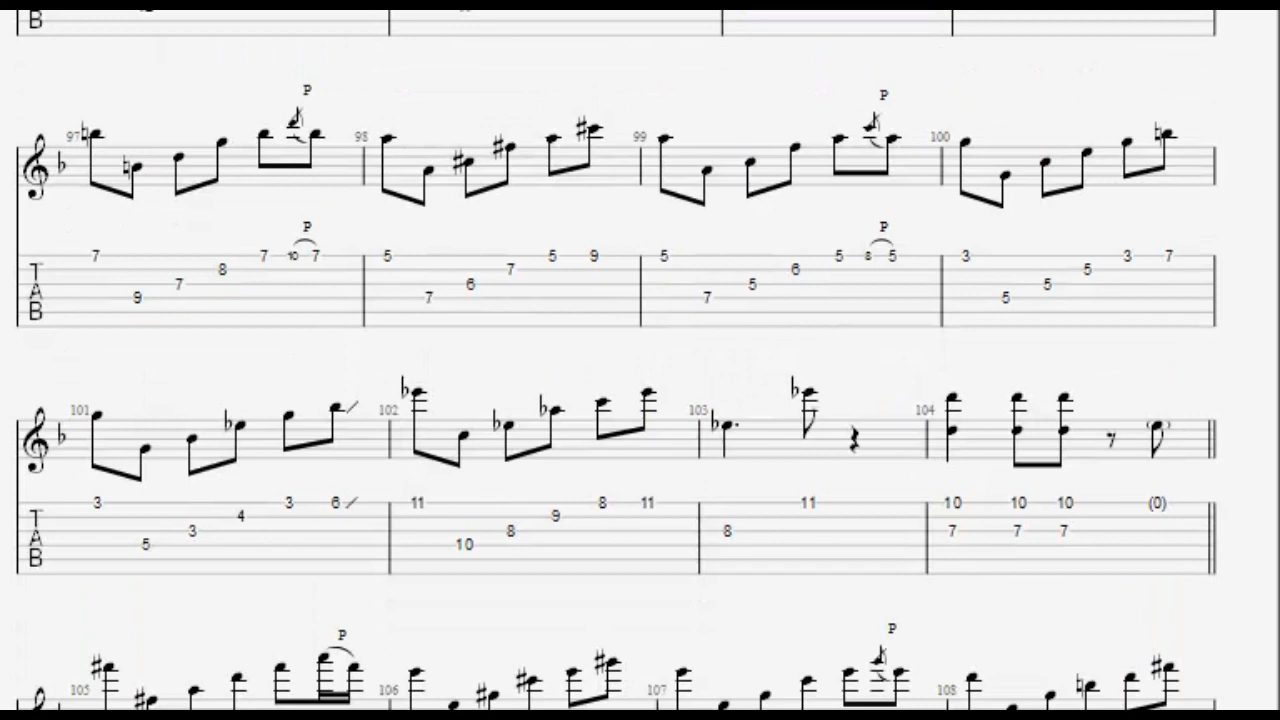 B
P
97 98 99 100
P
P P
7 7 10 7 5 5 9 5 5 8 5 3 3 7
T 8 7 6 5
7 6 5 5
A 9 7 7 5
B
101 102 103 104
3 3 6 11 8 11 11 10 10 10 (0)
T 4 9
3 8 8 7 7 7
A 5 10
B
P P
105 106 107 108